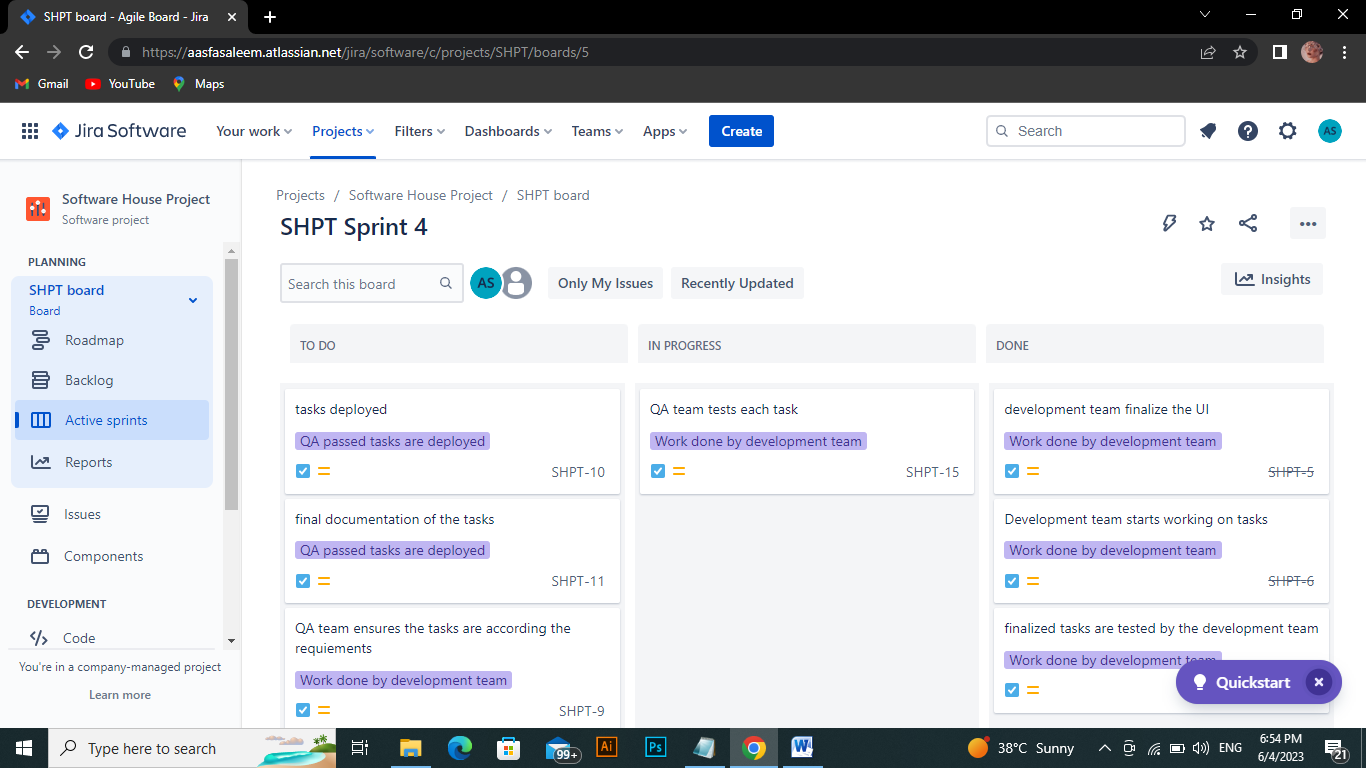 SHPT board - Agile Board - Jira
https://aasfasaleem.atlassian.net/jira/software/c/projects/SHPT/boards/5
Gmail YouTube Maps
Jira Software Your work Projects Filters Dashboards Teams Apps Create Search AS
Software House Project
Software project
PLANNING
SHPT board
Board
Roadmap
Backlog
Active sprints
Reports
Issues
Components
DEVELOPMENT
Code
You're in a company-managed project
Learn more
Projects / Software House Project / SHPT board
SHPT Sprint 4
Search this board AS Only My Issues Recently Updated Insights
TO DO
tasks deployed
QA passed tasks are deployed
SHPT-10
final documentation of the tasks
QA passed tasks are deployed
SHPT-11
QA team ensures the tasks are according the
requiements
Work done by development team
SHPT-9
IN PROGRESS
QA team tests each task
Work done by development team
SHPT-15
DONE
development team finalize the UI
Work done by development team
SHPT-5
Development team starts working on tasks
Work done by development team
SHPT-6
finalized tasks are tested by the development team
Work done by development team
Quickstart
Type here to search
99+
Ai
Ps
W
38°C Sunny
ENG
6:54 PM
6/4/2023
21